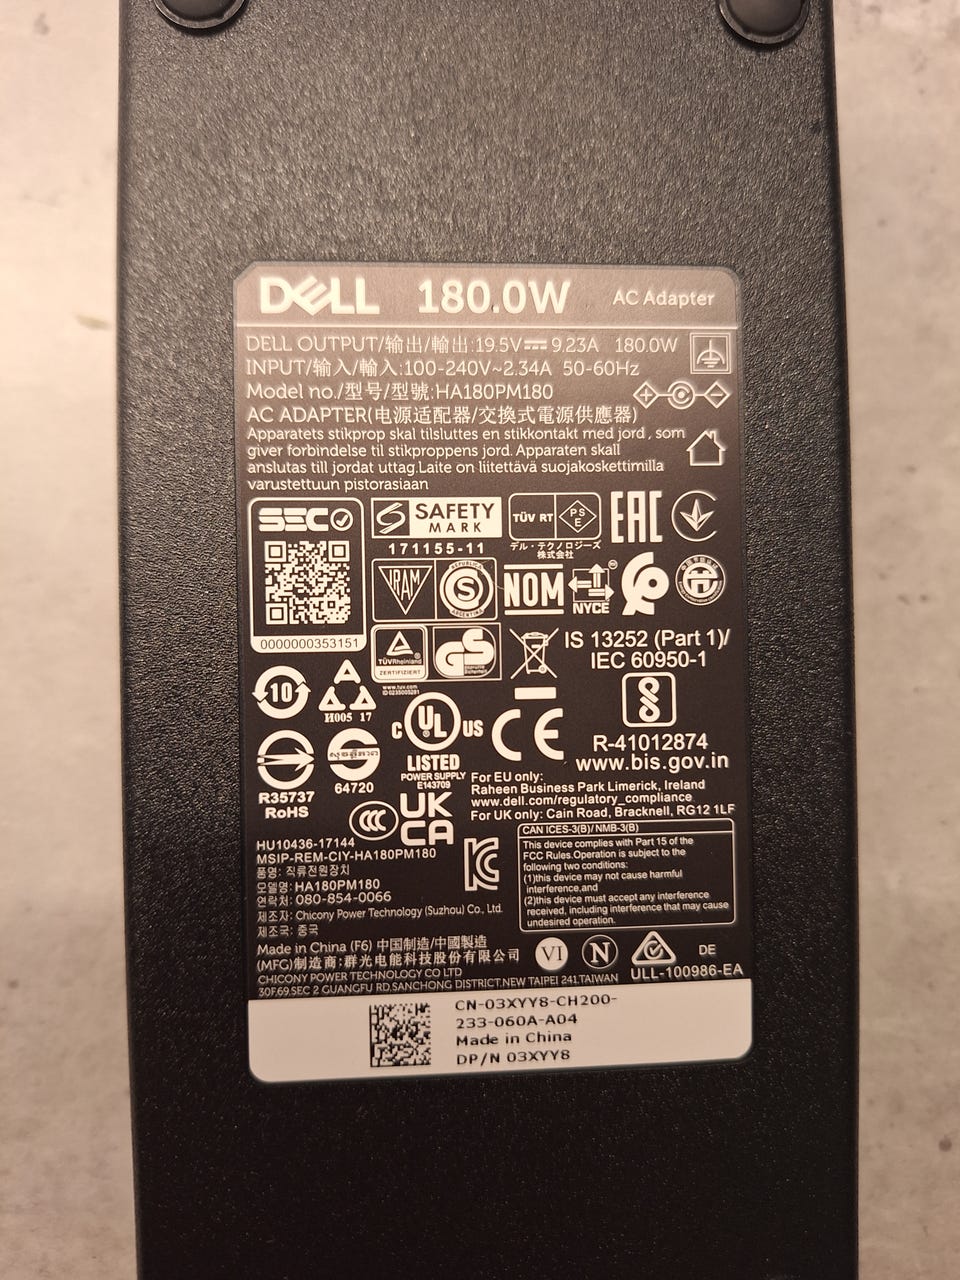 DELL 180.0W AC Adapter
DELL OUTPUT/输出/輸出:19.5V⎓9.23A 180.0W
INPUT/输入/輸入:100-240V~2.34A 50-60Hz
Model no./型号/型號:HA180PM180
AC ADAPTER(电源适配器/交換式電源供應器)
Apparatets stikprop skal tilsluttes en stikkontakt med jord , som
giver forbindelse til stikproppens jord. Apparaten skall
anslutas till jordat uttag.Laite on liitettävä suojakoskettimilla
varustettuun pistorasiaan
SEC
0000000353151
SAFETY
MARK
171155-11
TÜV RT
PS
E
デル・テクノロジーズ
株式会社
EAC
IRAM
REPUBLICA
S
ARGENTINA
NOM
NYCE
TÜVRheinland
ZERTIFIZIERT
www.tuv.com
GS
geprüfte
Sicherheit
IS 13252 (Part 1)/
IEC 60950-1
R-41012874
www.bis.gov.in
10
И005 17
R35737
RoHS
64720
C UL US
LISTED
POWER SUPPLY
E143709
CE
UK
CA
CCC
For EU only:
Raheen Business Park Limerick, Ireland
www.dell.com/regulatory_compliance
For UK only: Cain Road, Bracknell, RG12 1LF
CAN ICES-3(B)/ NMB-3(B)
This device complies with Part 15 of the
FCC Rules.Operation is subject to the
following two conditions:
(1)this device may not cause harmful
interference,and
(2)this device must accept any interference
received, including interference that may cause
undesired operation.
HU10436-17144
MSIP-REM-CIY-HA180PM180
품명: 직류전원장치
모델명: HA180PM180
연락처: 080-854-0066
제조자: Chicony Power Technology (Suzhou) Co., Ltd.
제조국: 중국
Made in China (F6) 中国制造/中國製造
(MFG)制造商:群光电能科技股份有限公司
CHICONY POWER TECHNOLOGY CO LTD
30F,69,SEC 2 GUANGFU RD,SANCHONG DISTRICT,NEW TAIPEI 241,TAIWAN
VI
N
DE
ULL-100986-EA
CN-03XYY8-CH200-
233-060A-A04
Made in China
DP/N 03XYY8